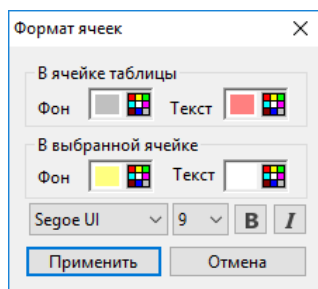 Формат ячеек
В ячейке таблицы
Фон Текст
В выбранной ячейке
Фон Текст
Segoe UI 9 B I
Применить Отмена